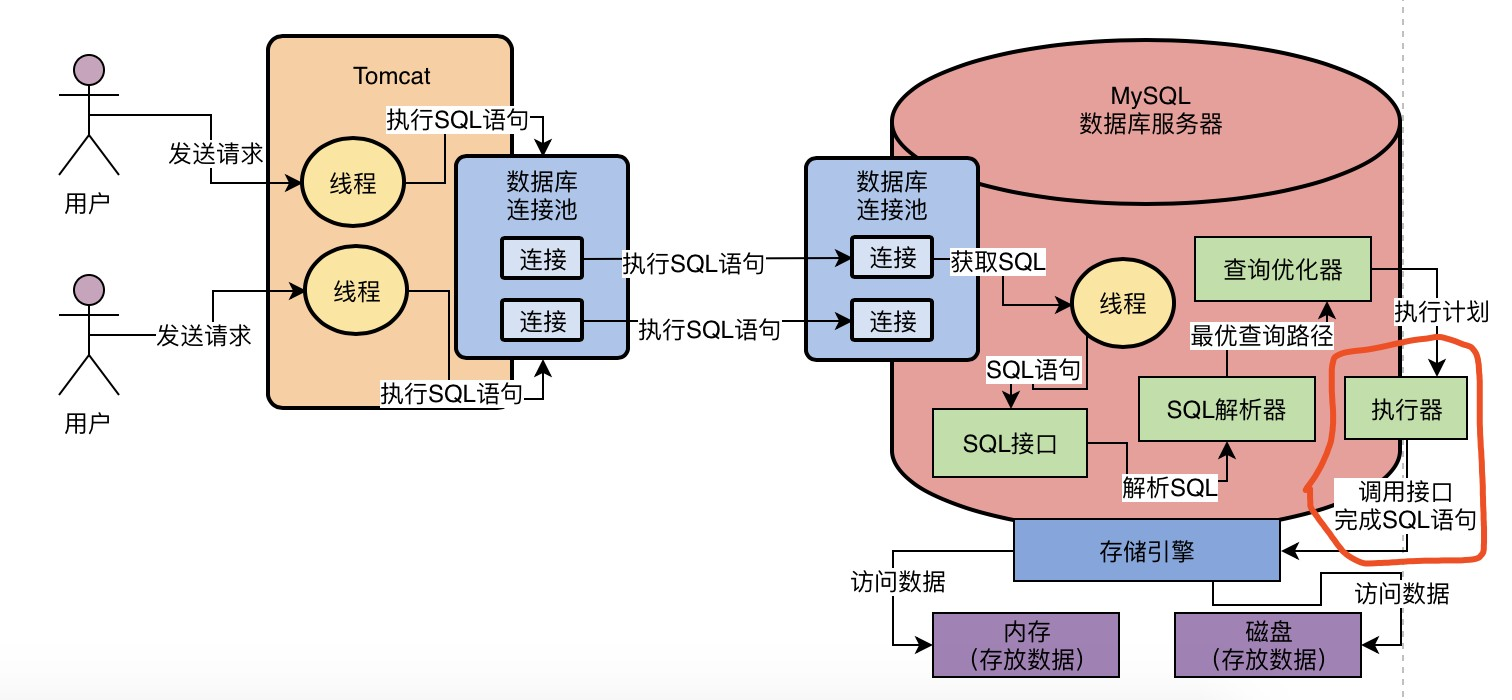 Tomcat
执行SQL语句
发送请求
线程
用户
数据库
连接池
连接
执行SQL语句
线程
发送请求
连接
执行SQL语句
执行SQL语句
用户
MySQL
数据库服务器
数据库
连接池
连接
获取SQL
连接
线程
SQL语句
SQL接口
解析SQL
SQL解析器
最优查询路径
查询优化器
执行计划
执行器
调用接口
完成SQL语句
存储引擎
访问数据
访问数据
内存
（存放数据）
磁盘
（存放数据）